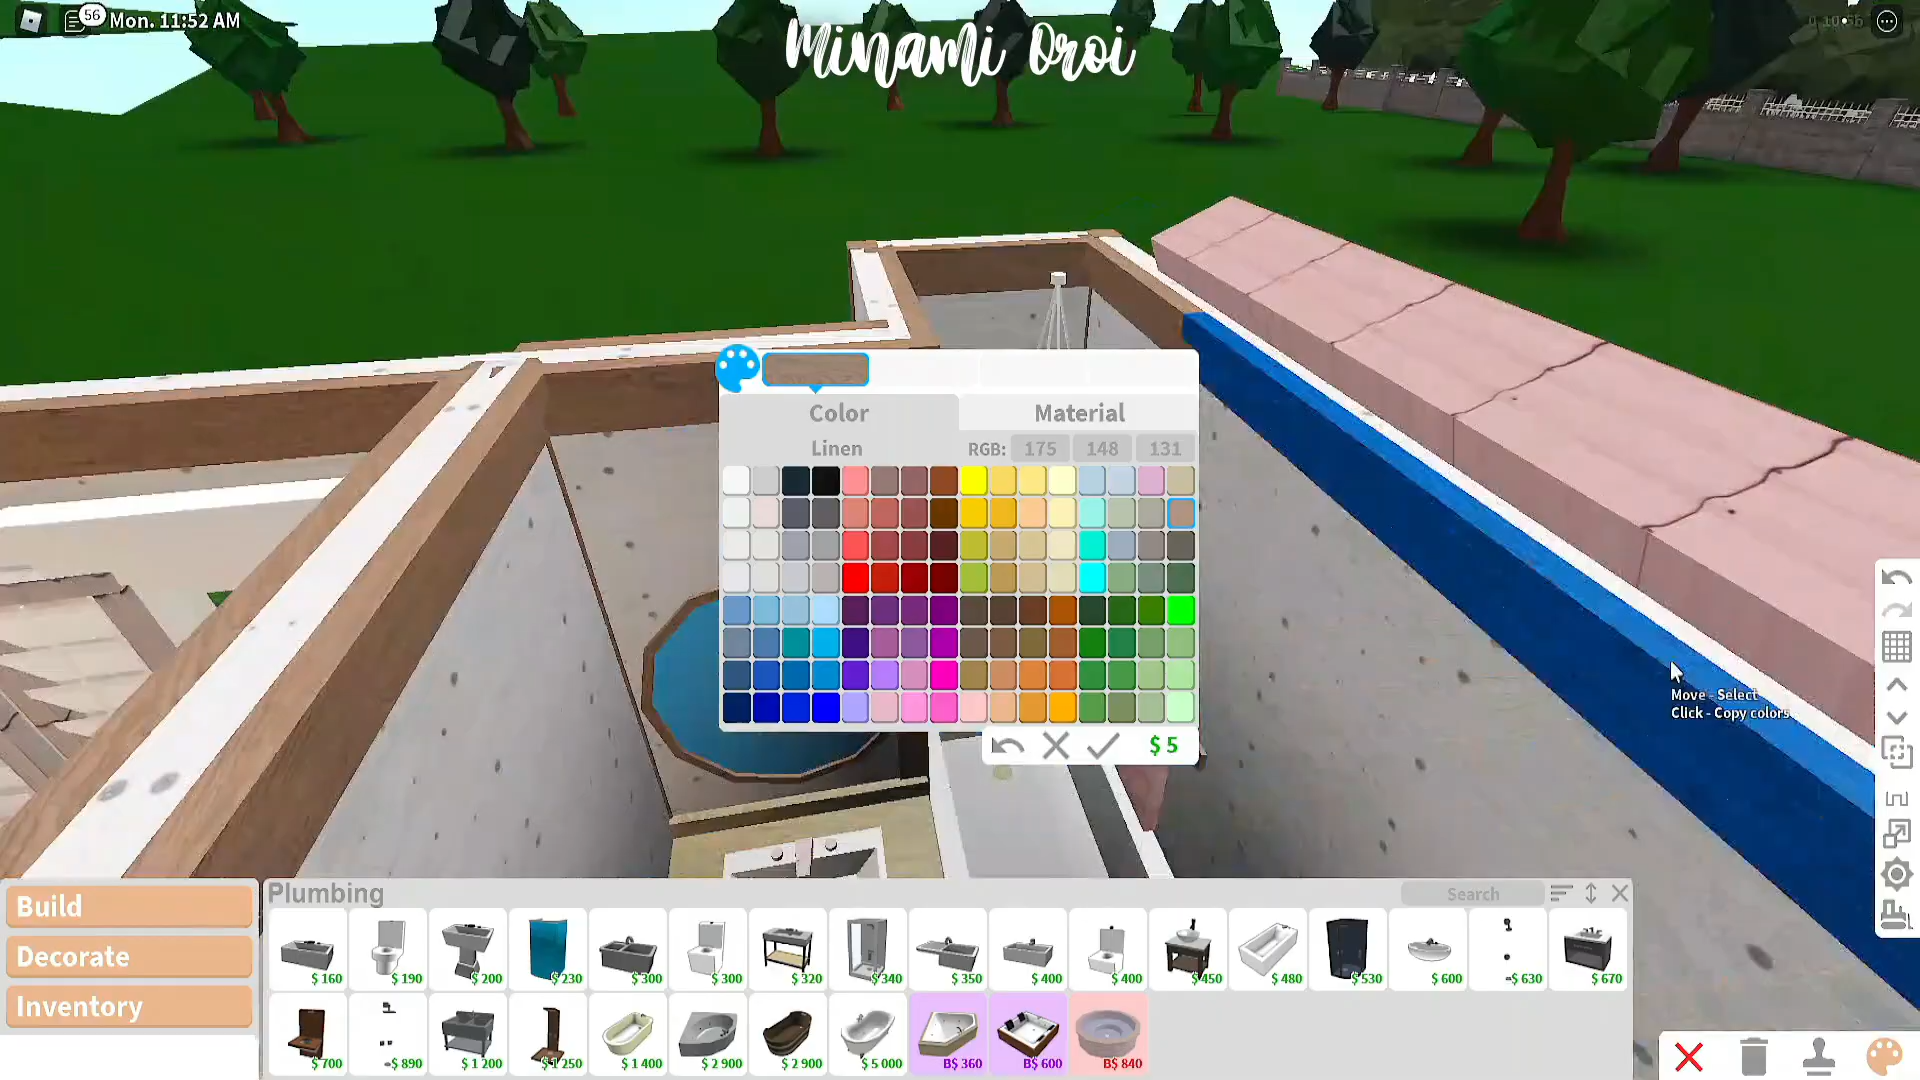 56 Mon. 11:52 AM
Minami Oroi
Color
Material
Linen
RGB: 175 148 131
Move - Select
Click - Copy colors
$ 5
Build
Decorate
Inventory
Plumbing
Search
$ 160 $ 190 $ 200 $ 230 $ 300 $ 300 $ 320 $ 340 $ 350 $ 400 $ 400 $ 450 $ 480 $ 530 $ 600 $ 630 $ 670
$ 700 $ 890 $ 1 200 $ 1 250 $ 1 400 $ 2 900 $ 2 900 $ 5 000 B$ 360 B$ 600 B$ 840